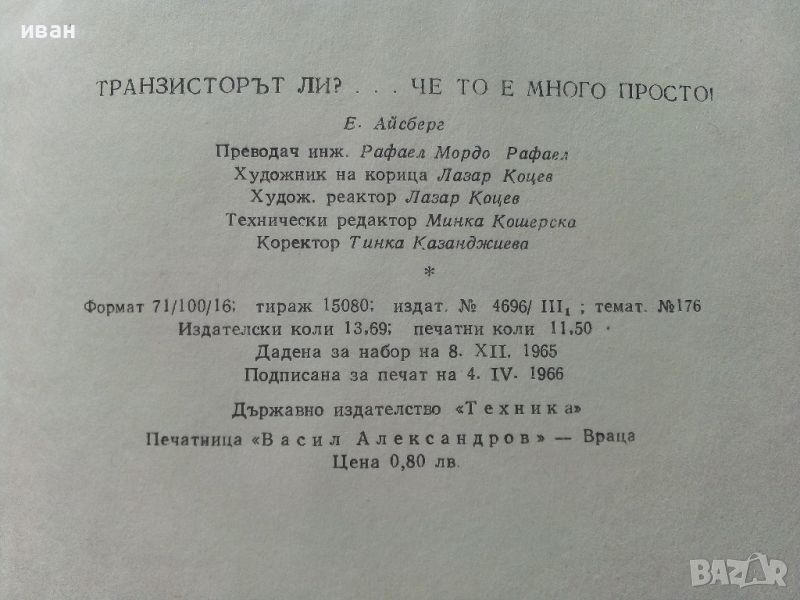 иван
ТРАНЗИСТОРЪТ ЛИ? . . . ЧЕ ТО Е МНОГО ПРОСТО!
Е. Айсберг
Преводач инж. Рафаел Мордо Рафаел
Художник на корица Лазар Коцев
Худож. реактор Лазар Коцев
Технически редактор Минка Кошерска
Коректор Тинка Казанджиева
*
Формат 71/100/16; тираж 15080; издат. № 4696/ III₁ ; темат. №176
Издателски коли 13,69; печатни коли 11,50
Дадена за набор на 8. XII. 1965
Подписана за печат на 4. IV. 1966
Държавно издателство «Техника»
Печатница «Васил Александров» — Враца
Цена 0,80 лв.
BAZAR